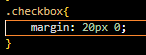 .checkbox{
margin: 20px 0;
}